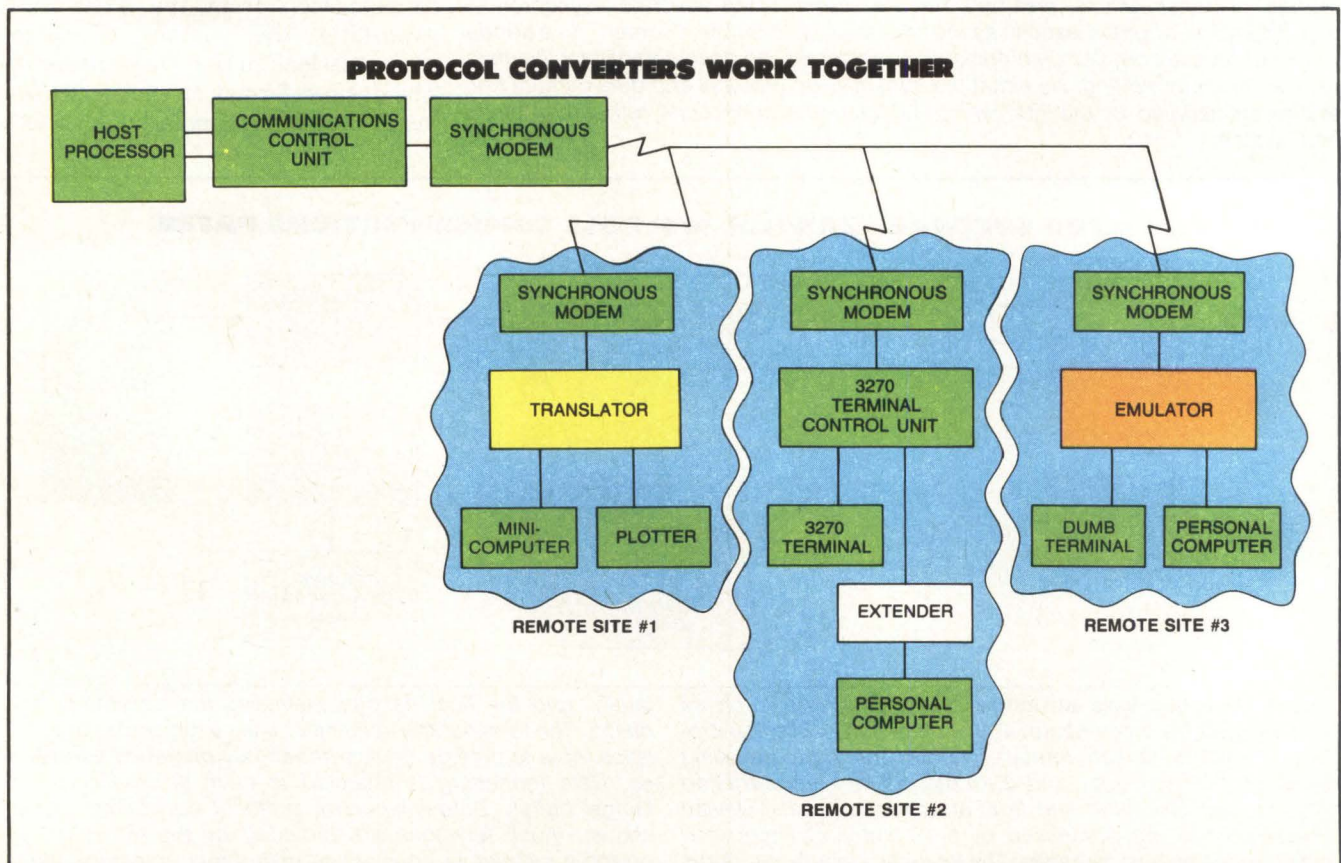 PROTOCOL CONVERTERS WORK TOGETHER
HOST
PROCESSOR
COMMUNICATIONS
CONTROL
UNIT
SYNCHRONOUS
MODEM
SYNCHRONOUS
MODEM
TRANSLATOR
MINI-
COMPUTER
PLOTTER
REMOTE SITE #1
SYNCHRONOUS
MODEM
3270
TERMINAL
CONTROL UNIT
3270
TERMINAL
EXTENDER
PERSONAL
COMPUTER
REMOTE SITE #2
SYNCHRONOUS
MODEM
EMULATOR
DUMB
TERMINAL
PERSONAL
COMPUTER
REMOTE SITE #3